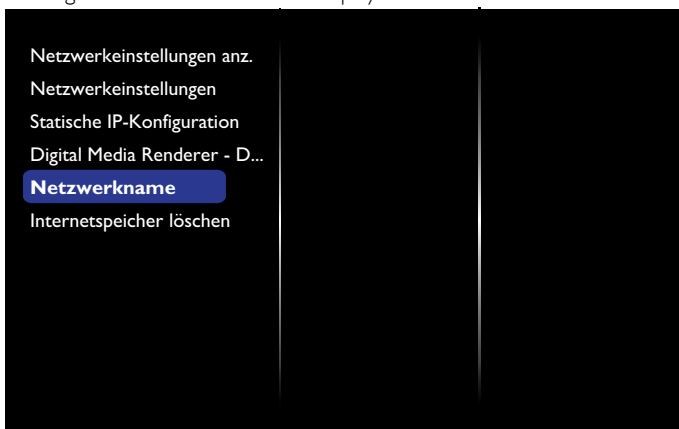 Netzwerkeinstellungen anz.
Netzwerkeinstellungen
Statische IP-Konfiguration
Digital Media Renderer - D...
Netzwerkname
Internetspeicher löschen